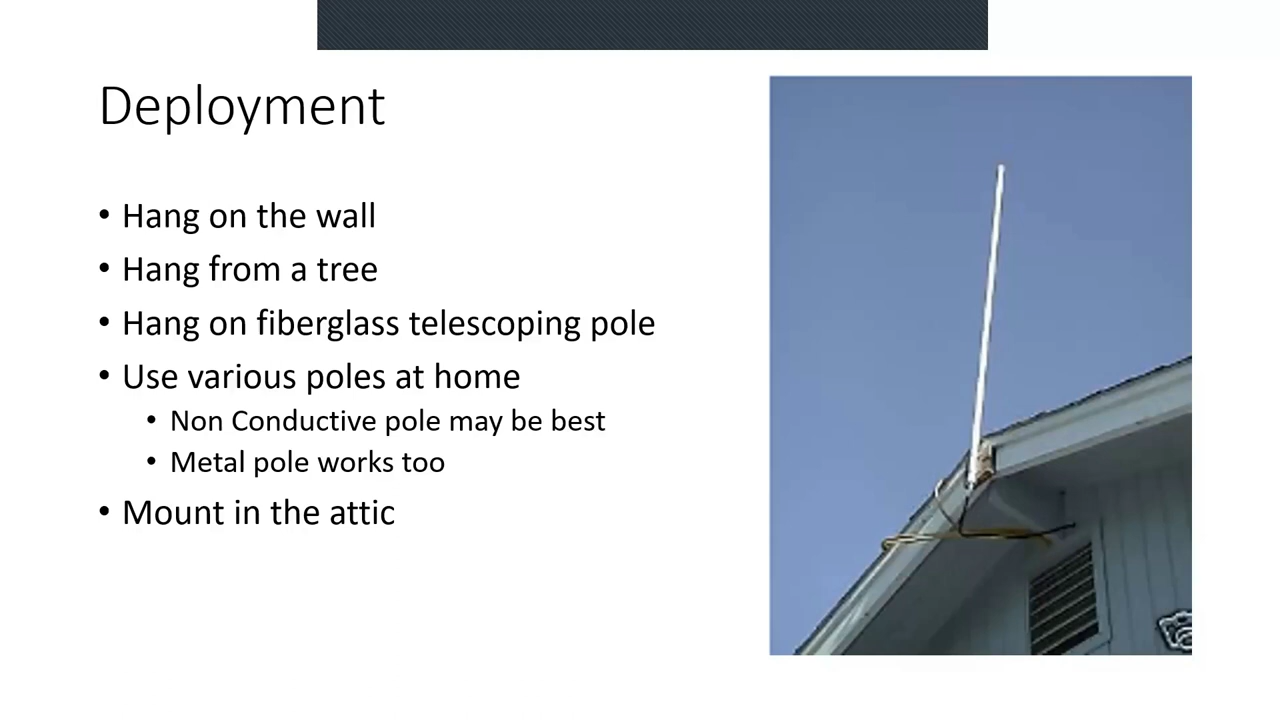 Deployment
• Hang on the wall
• Hang from a tree
• Hang on fiberglass telescoping pole
• Use various poles at home
• Non Conductive pole may be best
• Metal pole works too
• Mount in the attic